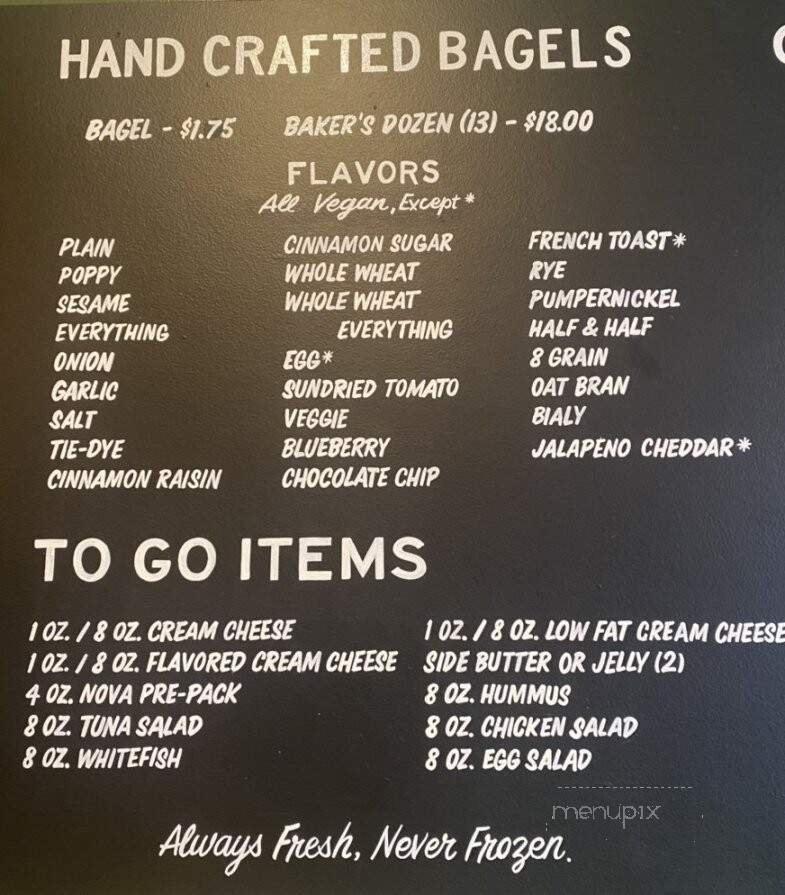 HAND CRAFTED BAGELS
BAGEL - $1.75 BAKER'S DOZEN (13) - $18.00
FLAVORS
All Vegan, Except *
PLAIN
POPPY
SESAME
EVERYTHING
ONION
GARLIC
SALT
TIE-DYE
CINNAMON RAISIN
CINNAMON SUGAR
WHOLE WHEAT
WHOLE WHEAT
EVERYTHING
EGG*
SUNDRIED TOMATO
VEGGIE
BLUEBERRY
CHOCOLATE CHIP
FRENCH TOAST*
RYE
PUMPERNICKEL
HALF & HALF
8 GRAIN
OAT BRAN
BIALY
JALAPENO CHEDDAR*
TO GO ITEMS
1 OZ. / 8 OZ. CREAM CHEESE
1 OZ. / 8 OZ. FLAVORED CREAM CHEESE
4 OZ. NOVA PRE-PACK
8 OZ. TUNA SALAD
8 OZ. WHITEFISH
1 OZ. / 8 OZ. LOW FAT CREAM CHEESE
SIDE BUTTER OR JELLY (2)
8 OZ. HUMMUS
8 OZ. CHICKEN SALAD
8 OZ. EGG SALAD
menupix
Always Fresh, Never Frozen.